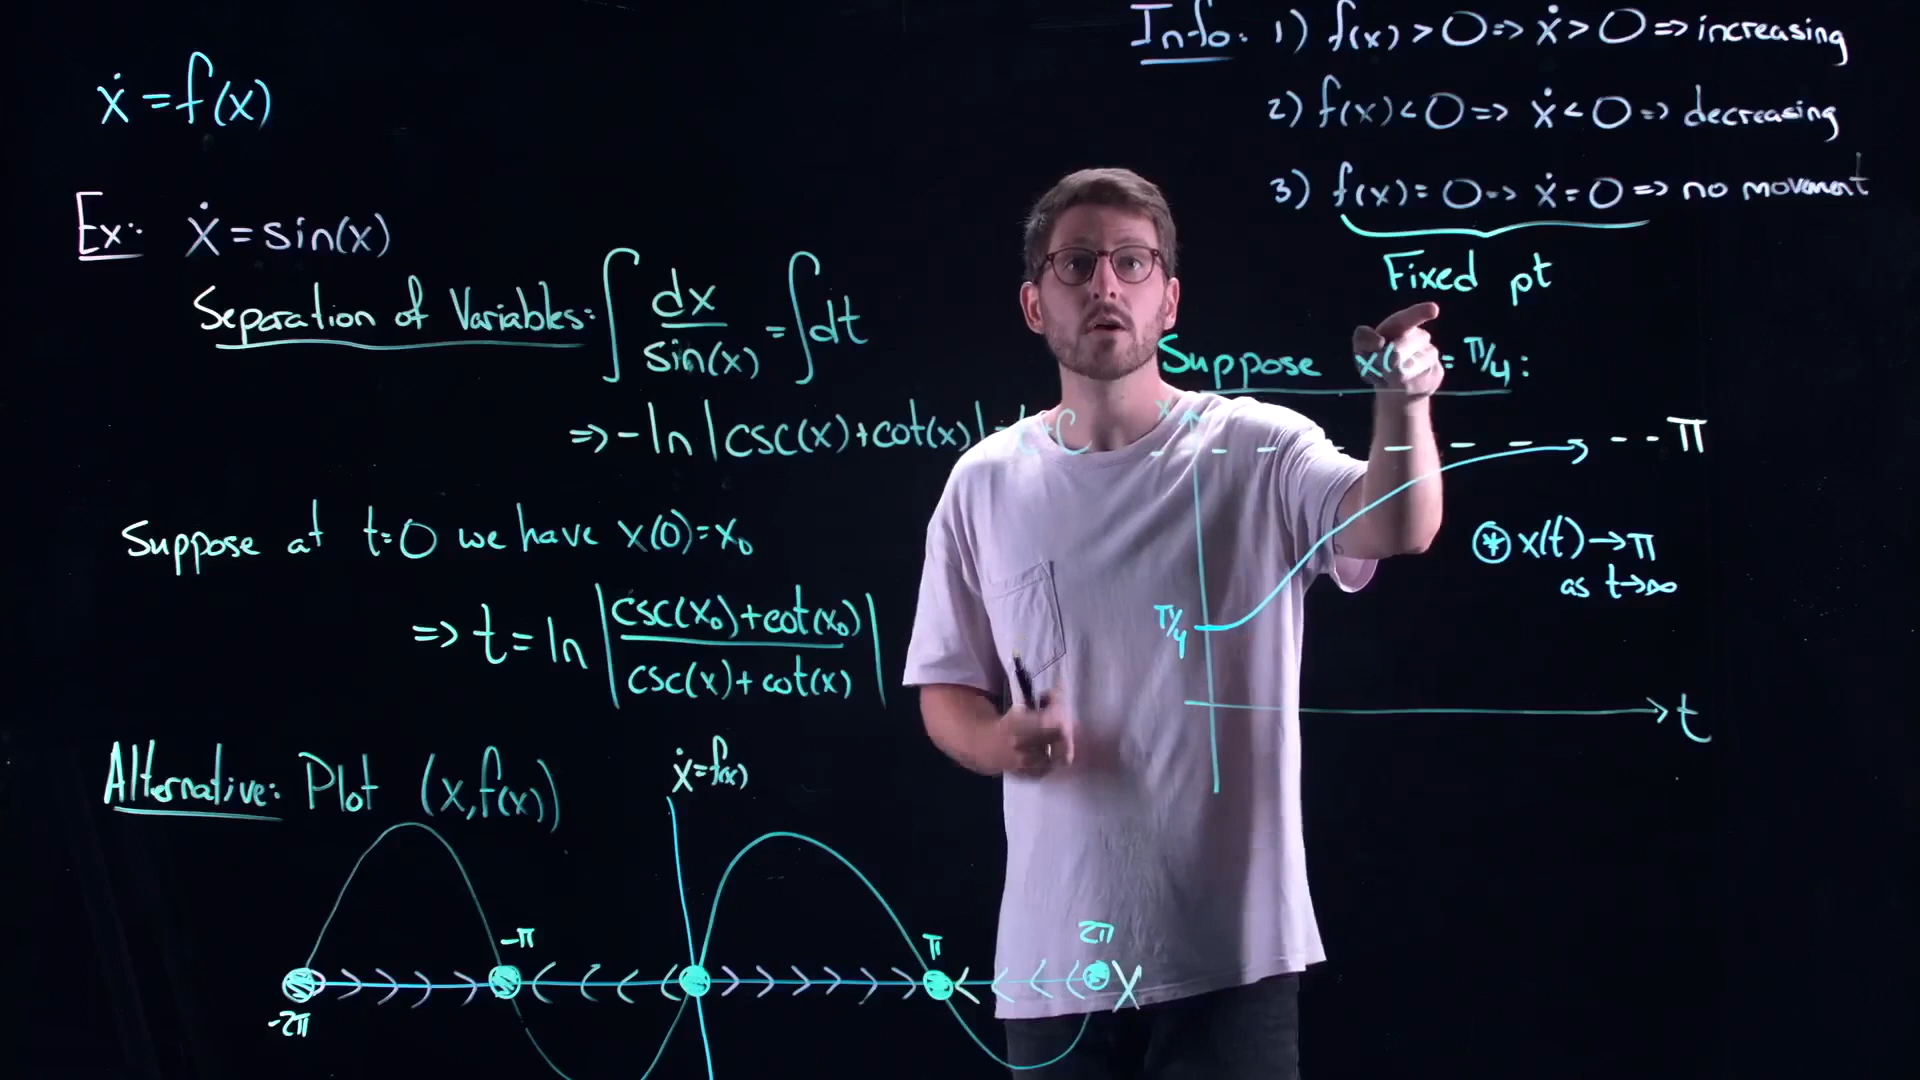 ẋ = f(x)
Ex: ẋ = sin(x)
Separation of Variables: ∫ dx/sin(x) = ∫ dt
=> -ln |csc(x)+cot(x)| = t+C
Suppose at t=0 we have x(0)=x₀
=> t = ln |csc(x₀)+cot(x₀) / csc(x)+cot(x)|
Alternative: Plot (x,f(x))
ẋ=f(x)
-2π -π π 2π X
Info: 1) f(x) > 0 => ẋ > 0 => increasing
2) f(x) < 0 => ẋ < 0 => decreasing
3) f(x) = 0 => ẋ = 0 => no movement
Fixed pt
Suppose x(0) = π/4:
x
π
⊛ x(t) → π
as t→∞
π/4
t